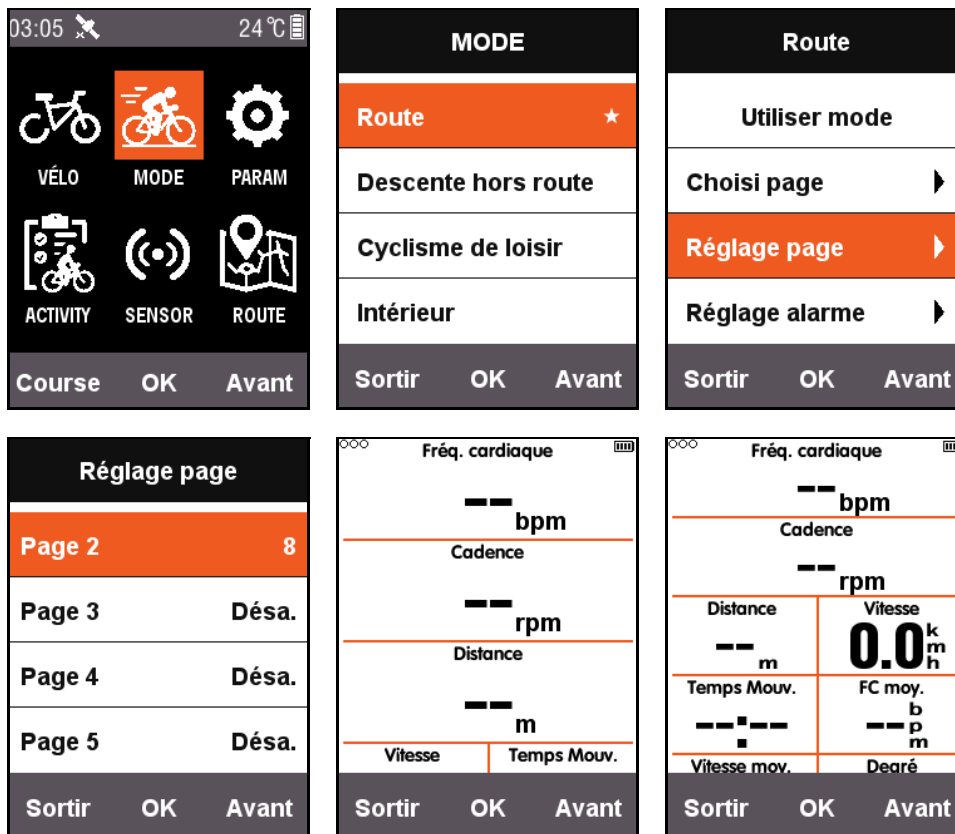 03:05 24°C
VÉLO MODE PARAM
ACTIVITY SENSOR ROUTE
Course OK Avant
MODE
Route ★
Descente hors route
Cyclisme de loisir
Intérieur
Sortir OK Avant
Route
Utiliser mode
Choisi page
Réglage page
Réglage alarme
Sortir OK Avant
Réglage page
Page 2 8
Page 3 Désa.
Page 4 Désa.
Page 5 Désa.
Sortir OK Avant
Fréq. cardiaque
-- bpm
Cadence
-- rpm
Distance
-- m
Vitesse Temps Mouv.
Sortir OK Avant
Fréq. cardiaque
-- bpm
Cadence
-- rpm
Distance Vitesse
-- m 0.0 kmh
Temps Mouv. FC moy.
--:-- -- bpm
Vitesse moy. Degré
Sortir OK Avant